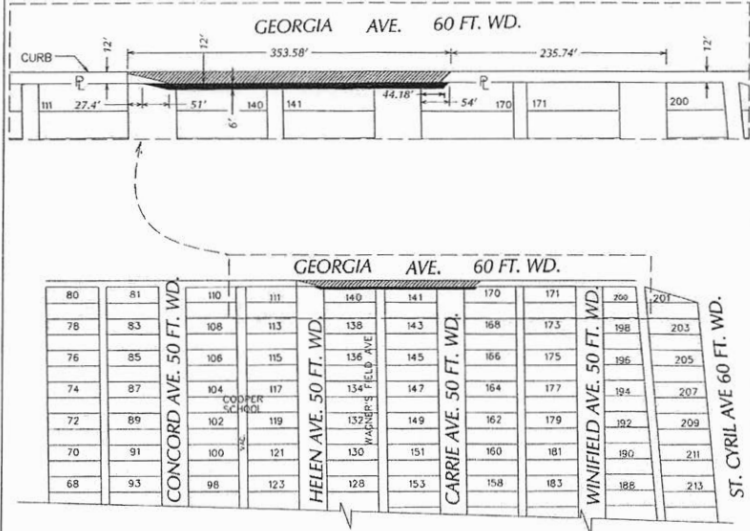 GEORGIA AVE. 60 FT. WD.
353.58'
235.74'
CURB
12'
12'
12'
PL
PL
111
27.4'
51'
6'
140
141
44.18'
54'
170
171
200
GEORGIA AVE. 60 FT. WD.
80 81 110 111 140 141 170 171 200 201
78 83 108 113 138 143 168 173 198 203
76 85 106 115 136 145 166 175 196 205
74 87 104 117 134 147 164 177 194 207
72 89 102 119 132 149 162 179 192 209
70 91 100 121 130 151 160 181 190 211
68 93 98 123 128 153 158 183 188 213
CONCORD AVE. 50 FT. WD.
COOPER
SCHOOL
VAC.
HELEN AVE. 50 FT. WD.
WAGNER'S FIELD AVE
CARRIE AVE. 50 FT. WD.
WINIFIELD AVE. 50 FT. WD.
ST. CYRIL AVE 60 FT. WD.